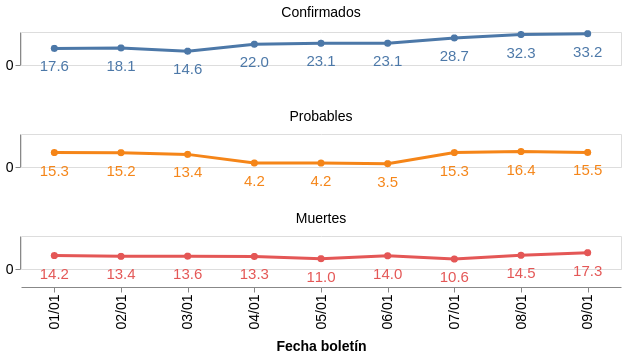 Confirmados
0
17.6 18.1 14.6 22.0 23.1 23.1 28.7 32.3 33.2
Probables
0
15.3 15.2 13.4 4.2 4.2 3.5 15.3 16.4 15.5
Muertes
0
14.2 13.4 13.6 13.3 11.0 14.0 10.6 14.5 17.3
01/01 02/01 03/01 04/01 05/01 06/01 07/01 08/01 09/01
Fecha boletín